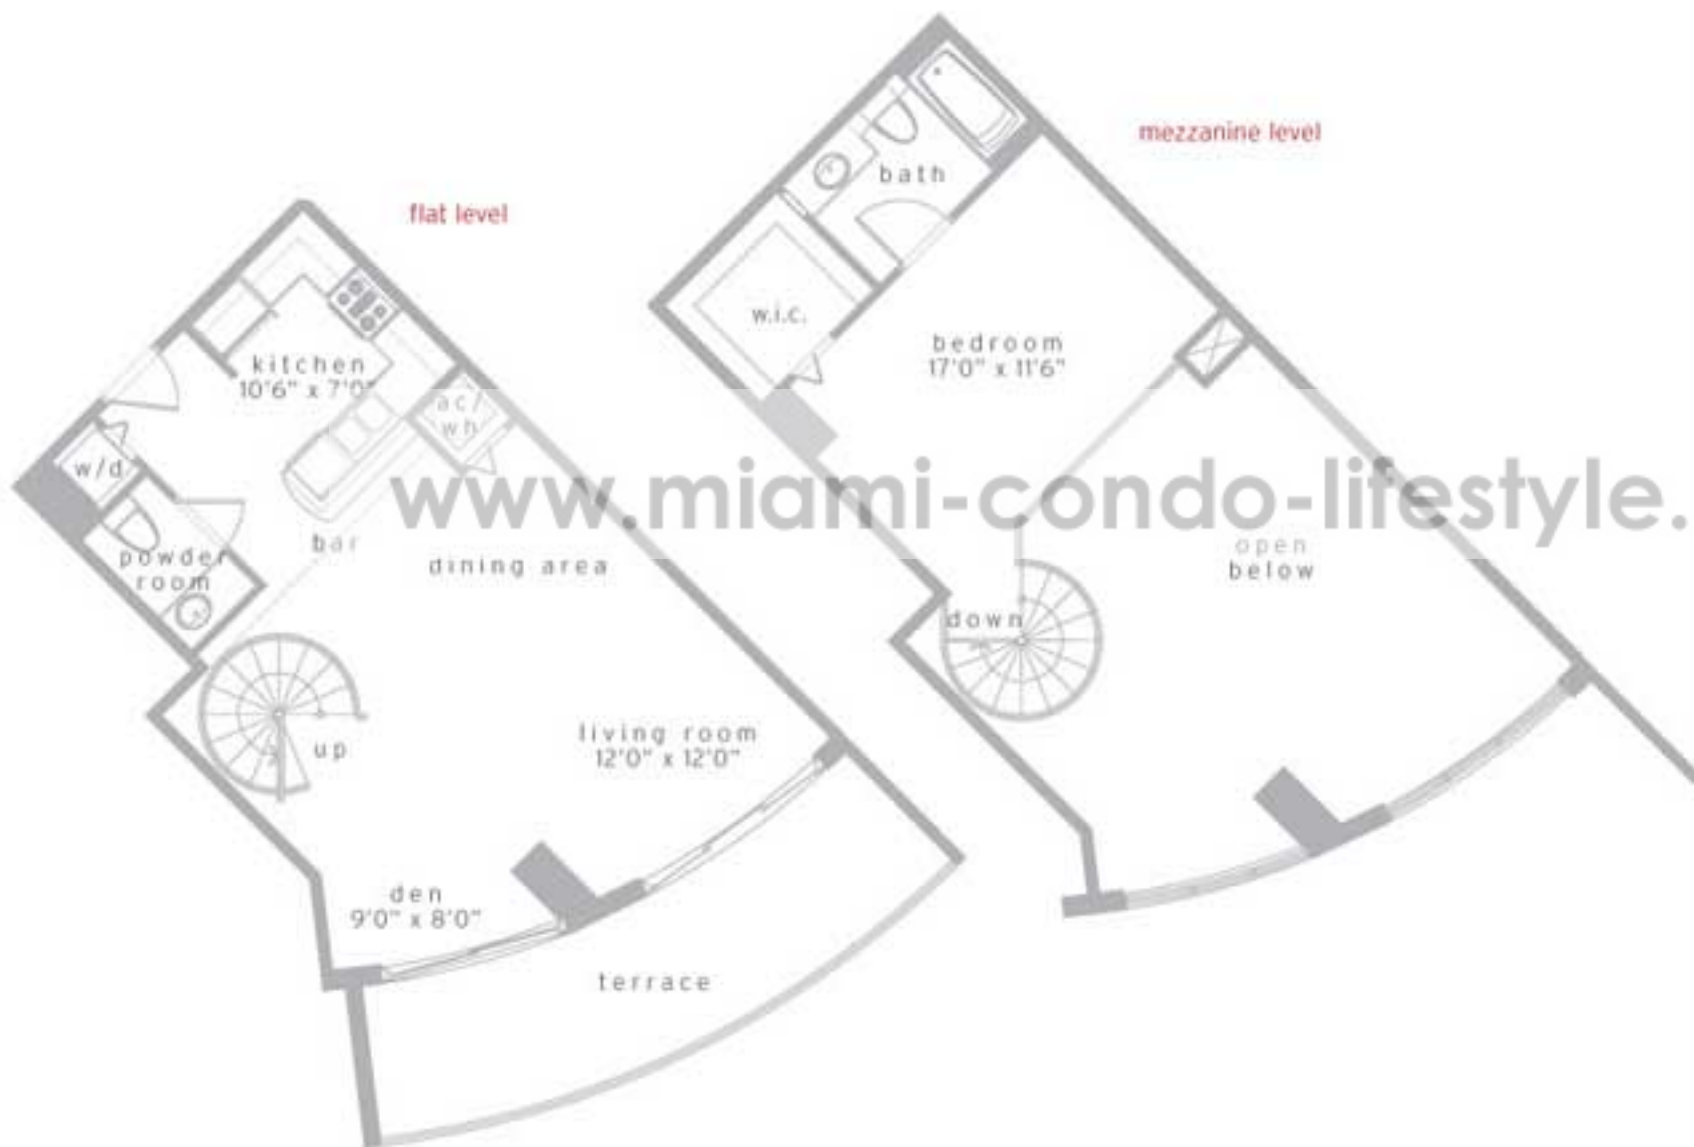 flat level
kitchen
10'6" x 7'0"
ac/
wh
w/d
powder
room
bar
dining area
up
living room
12'0" x 12'0"
den
9'0" x 8'0"
terrace
mezzanine level
bath
w.i.c.
bedroom
17'0" x 11'6"
open
below
down
www.miami-condo-lifestyle.